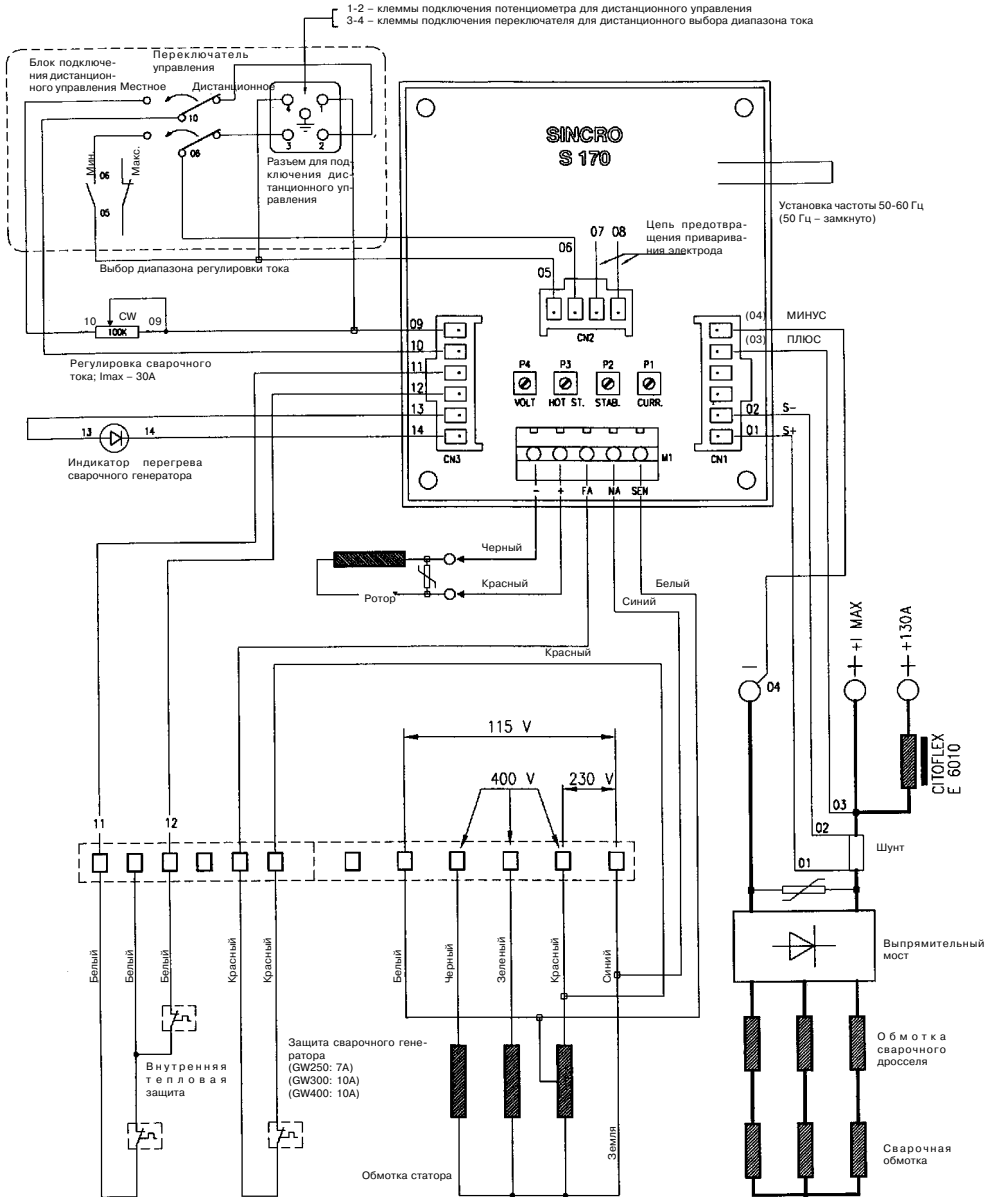 1-2 – клеммы подключения потенциометра для дистанционного управления
3-4 – клеммы подключения переключателя для дистанционного выбора диапазона тока
Блок подключе-
ния дистанцион-
ного управления
Переключатель
управления
Местное
Дистанционное
10
08
4
1
3
2
Мин.
Макс.
06
05
Разъем для под-
ключения дис-
танционного уп-
равления
Выбор диапазона регулировки тока
SINCRO
S 170
Установка частоты 50-60 Гц
(50 Гц – замкнуто)
Цепь предотвра-
щения приварива-
ния электрода
05
06
07
08
CN2
10
CW
09
100K
Регулировка сварочного
тока; Imax – 30А
09
10
11
12
13
14
CN3
P4
P3
P2
P1
VOLT
HOT ST.
STAB.
CURR.
(04)
МИНУС
(03)
ПЛЮС
02
S-
01
S+
CN1
M1
-
+
FA
NA
SEN
13
14
Индикатор перегрева
сварочного генератора
Черный
Красный
Ротор
Белый
Синий
Красный
–
04
+I MAX
+130A
CITOFLEX
E 6010
115 V
400 V
230 V
11
12
03
02
01
Шунт
Выпрямительный
мост
Белый
Белый
Белый
Красный
Красный
Белый
Черный
Зеленый
Красный
Синий
Внутренняя
тепловая
защита
Защита сварочного гене-
ратора
(GW250: 7A)
(GW300: 10A)
(GW400: 10A)
Обмотка
сварочного
дросселя
Обмотка статора
Земля
Сварочная
обмотка